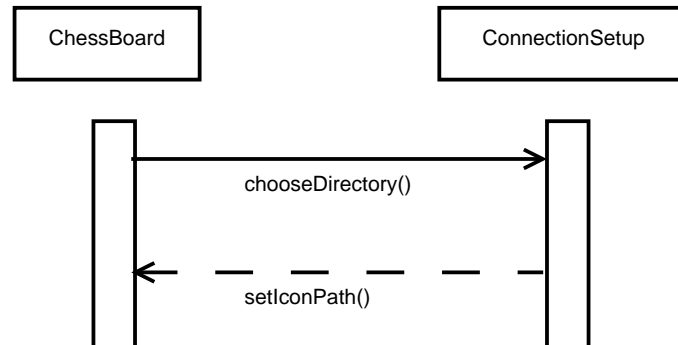 ChessBoard
ConnectionSetup
chooseDirectory()
setIconPath()